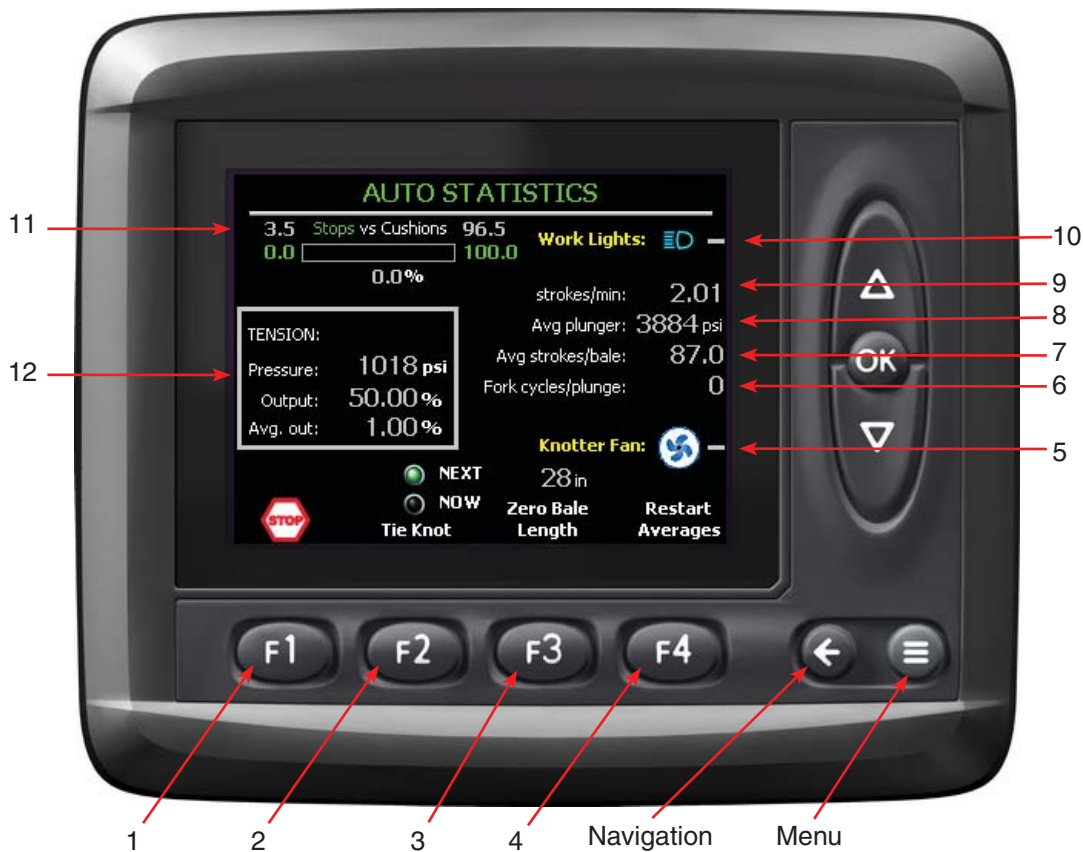 AUTO STATISTICS
11
3.5 Stops vs Cushions 96.5
0.0 100.0
0.0%
Work Lights:
10
strokes/min: 2.01
9
Avg plunger: 3884 psi
8
Avg strokes/bale: 87.0
7
Fork cycles/plunge: 0
6
12
TENSION:
Pressure: 1018 psi
Output: 50.00 %
Avg. out: 1.00 %
Knotter Fan:
5
NEXT
NOW
28 in
STOP
Tie Knot
Zero Bale
Length
Restart
Averages
OK
F1
F2
F3
F4
1
2
3
4
Navigation
Menu